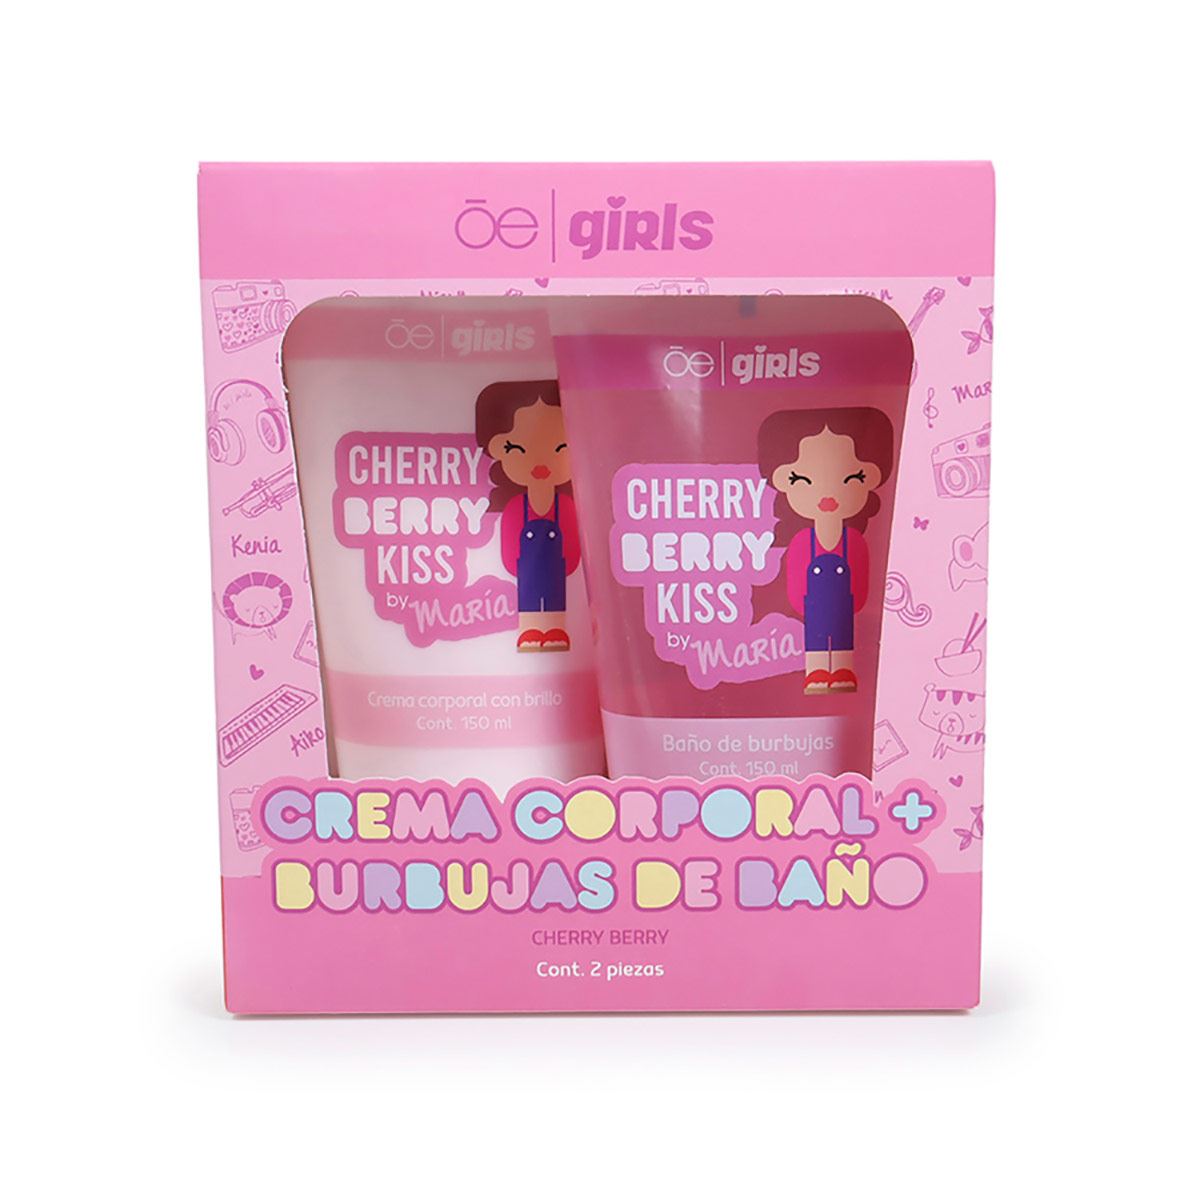 ōe | girls
ōe | girls
CHERRY
BERRY
KISS
by María
Crema corporal con brillo
Cont. 150 ml
ōe | girls
CHERRY
BERRY
KISS
by María
Baño de burbujas
Cont. 150 ml
Kenia
Aiko
CREMA CORPORAL +
BURBUJAS DE BAÑO
CHERRY BERRY
Cont. 2 piezas